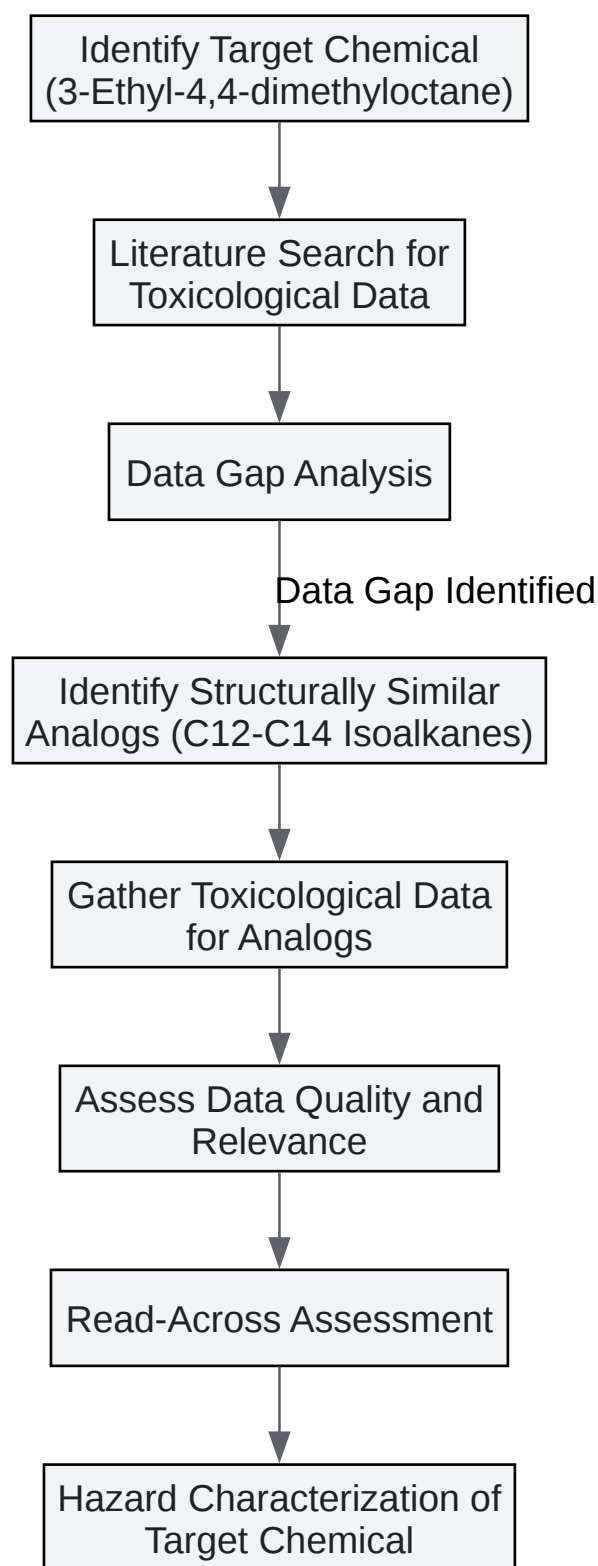 Identify Target Chemical
(3-Ethyl-4,4-dimethyloctane)
Literature Search for
Toxicological Data
Data Gap Analysis
Data Gap Identified
Identify Structurally Similar
Analogs (C12-C14 Isoalkanes)
Gather Toxicological Data
for Analogs
Assess Data Quality and
Relevance
Read-Across Assessment
Hazard Characterization of
Target Chemical